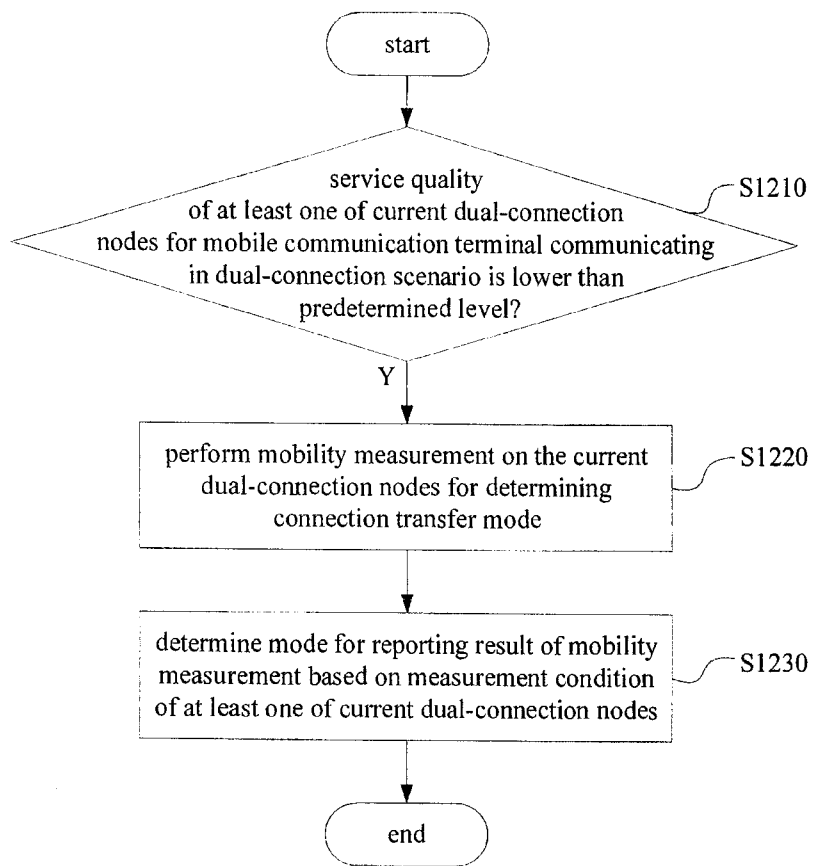 start
service quality
of at least one of current dual-connection
nodes for mobile communication terminal communicating
in dual-connection scenario is lower than
predetermined level?
S1210
Y
perform mobility measurement on the current
dual-connection nodes for determining
connection transfer mode
S1220
determine mode for reporting result of mobility
measurement based on measurement condition
of at least one of current dual-connection nodes
S1230
end